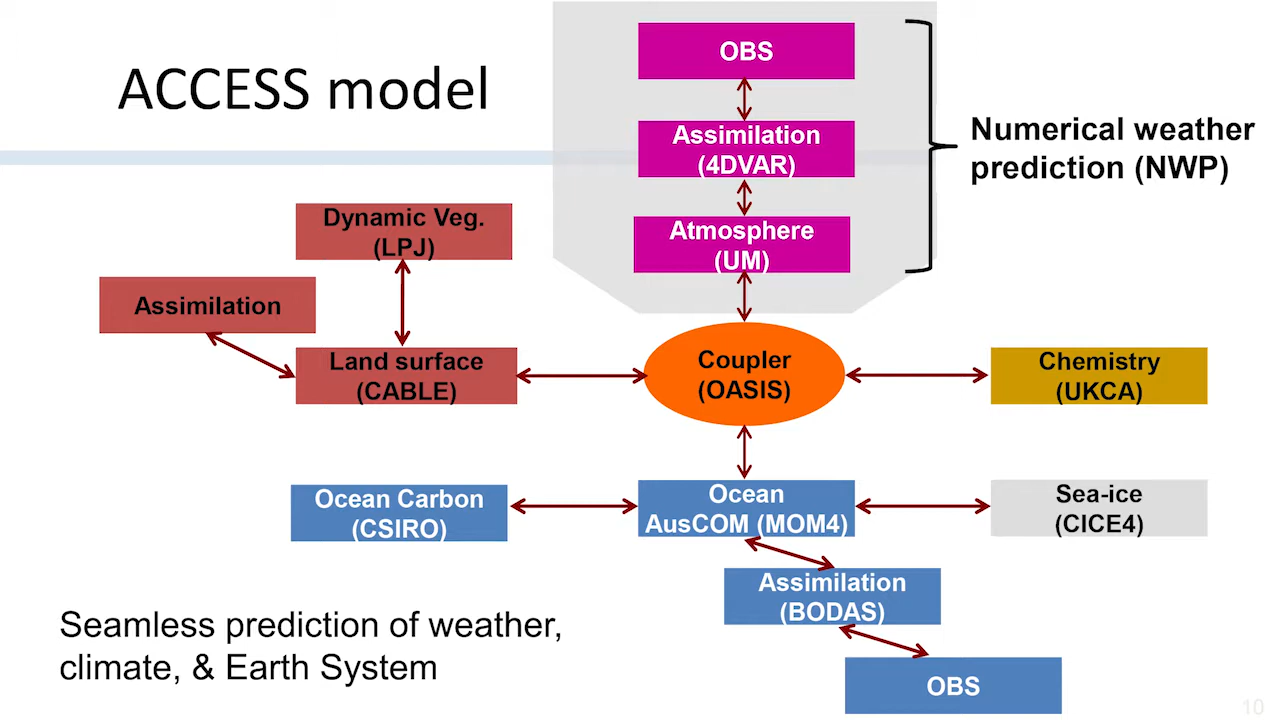 ACCESS model
OBS
Assimilation
(4DVAR)
Atmosphere
(UM)
Numerical weather
prediction (NWP)
Dynamic Veg.
(LPJ)
Assimilation
Land surface
(CABLE)
Coupler
(OASIS)
Chemistry
(UKCA)
Ocean Carbon
(CSIRO)
Ocean
AusCOM (MOM4)
Sea-ice
(CICE4)
Assimilation
(BODAS)
OBS
Seamless prediction of weather,
climate, & Earth System
10